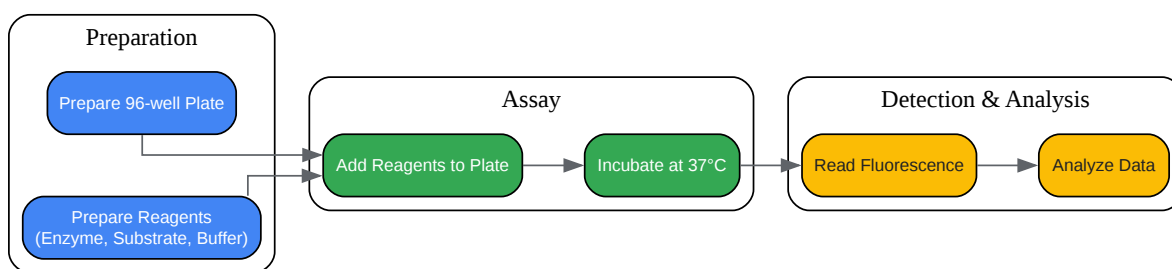 Preparation
Prepare 96-well Plate
Prepare Reagents
(Enzyme, Substrate, Buffer)
Assay
Add Reagents to Plate
Incubate at 37°C
Detection & Analysis
Read Fluorescence
Analyze Data